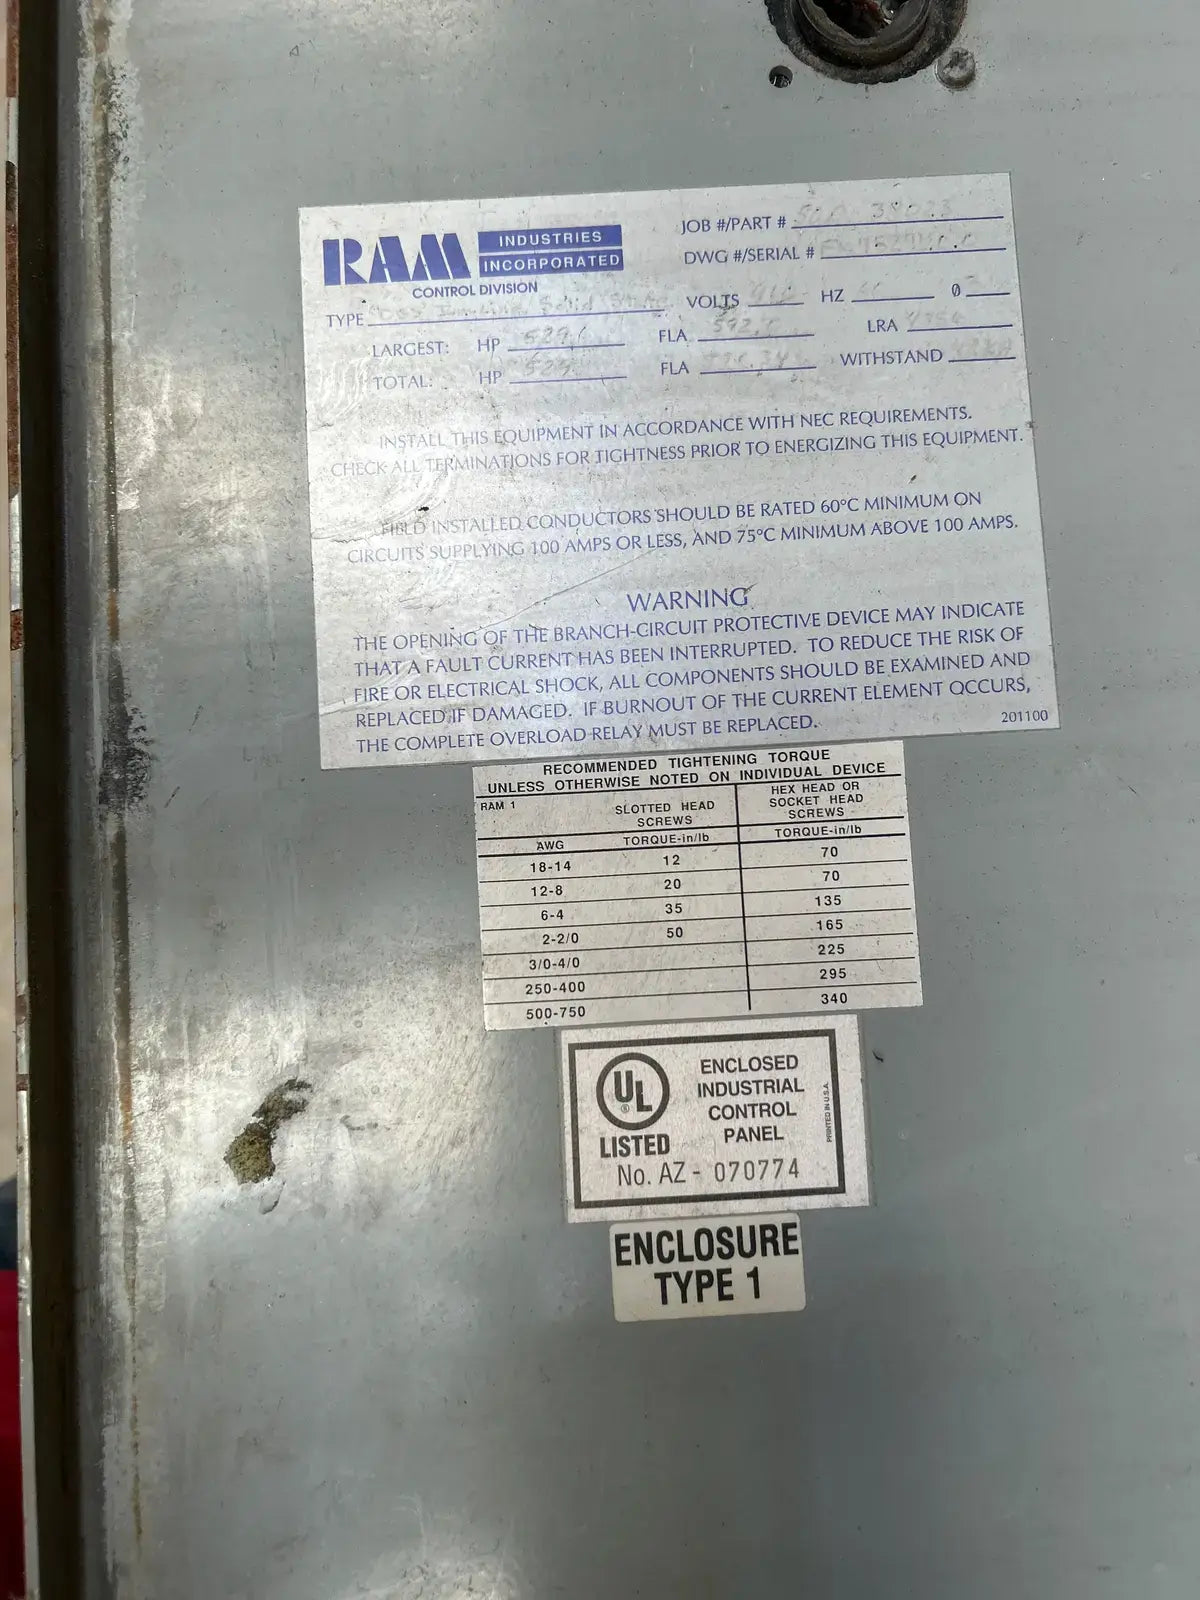 RAM INDUSTRIES
INCORPORATED
CONTROL DIVISION
JOB #/PART #
DWG #/SERIAL #
TYPE Solid VOLTS HZ Ø
LARGEST: HP FLA LRA
TOTAL: HP FLA WITHSTAND
INSTALL THIS EQUIPMENT IN ACCORDANCE WITH NEC REQUIREMENTS.
CHECK ALL TERMINATIONS FOR TIGHTNESS PRIOR TO ENERGIZING THIS EQUIPMENT.
FIELD INSTALLED CONDUCTORS SHOULD BE RATED 60°C MINIMUM ON
CIRCUITS SUPPLYING 100 AMPS OR LESS, AND 75°C MINIMUM ABOVE 100 AMPS.
WARNING
THE OPENING OF THE BRANCH-CIRCUIT PROTECTIVE DEVICE MAY INDICATE
THAT A FAULT CURRENT HAS BEEN INTERRUPTED. TO REDUCE THE RISK OF
FIRE OR ELECTRICAL SHOCK, ALL COMPONENTS SHOULD BE EXAMINED AND
REPLACED IF DAMAGED. IF BURNOUT OF THE CURRENT ELEMENT OCCURS,
THE COMPLETE OVERLOAD RELAY MUST BE REPLACED.
201100
RECOMMENDED TIGHTENING TORQUE
UNLESS OTHERWISE NOTED ON INDIVIDUAL DEVICE
RAM 1
SLOTTED HEAD
SCREWS
HEX HEAD OR
SOCKET HEAD
SCREWS
AWG TORQUE-in/lb TORQUE-in/lb
18-14 12 70
12-8 20 70
6-4 35 135
2-2/0 50 165
3/0-4/0 225
250-400 295
500-750 340
UL
®
LISTED
ENCLOSED
INDUSTRIAL
CONTROL
PANEL
PRINTED IN U.S.A.
No. AZ - 070774
ENCLOSURE
TYPE 1